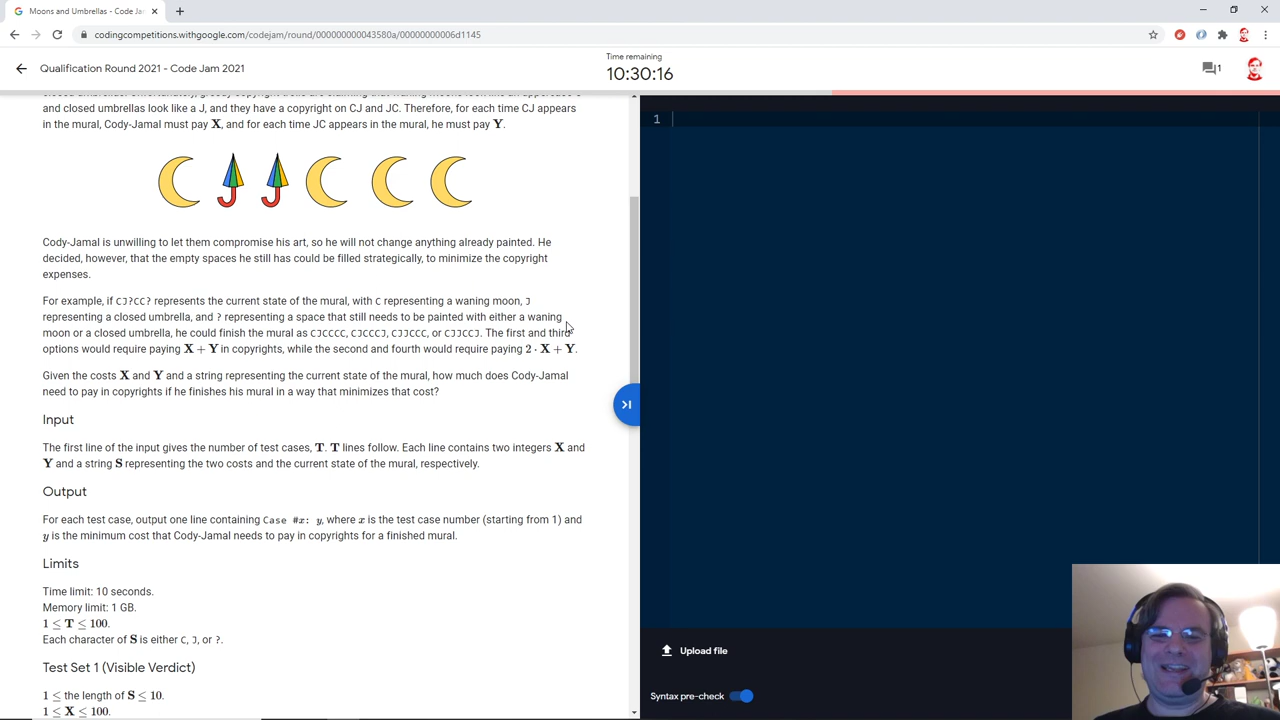 Moons and Umbrellas - Code Ja
codingcompetitions.withgoogle.com/codejam/round/000000000043580a/00000000006d1145
Qualification Round 2021 - Code Jam 2021
Time remaining
10:30:16
1
and closed umbrellas look like a J, and they have a copyright on CJ and JC. Therefore, for each time CJ appears
in the mural, Cody-Jamal must pay X, and for each time JC appears in the mural, he must pay Y.
Cody-Jamal is unwilling to let them compromise his art, so he will not change anything already painted. He
decided, however, that the empty spaces he still has could be filled strategically, to minimize the copyright
expenses.
For example, if CJ?CC? represents the current state of the mural, with C representing a waning moon, J
representing a closed umbrella, and ? representing a space that still needs to be painted with either a waning
moon or a closed umbrella, he could finish the mural as CJCCCC, CJCCCJ, CJJCCC, or CJJCCJ. The first and third
options would require paying X + Y in copyrights, while the second and fourth would require paying 2 · X + Y.
Given the costs X and Y and a string representing the current state of the mural, how much does Cody-Jamal
need to pay in copyrights if he finishes his mural in a way that minimizes that cost?
Input
The first line of the input gives the number of test cases, T. T lines follow. Each line contains two integers X and
Y and a string S representing the two costs and the current state of the mural, respectively.
Output
For each test case, output one line containing Case #x: y, where x is the test case number (starting from 1) and
y is the minimum cost that Cody-Jamal needs to pay in copyrights for a finished mural.
Limits
Time limit: 10 seconds.
Memory limit: 1 GB.
1 ≤ T ≤ 100.
Each character of S is either C, J, or ?.
Test Set 1 (Visible Verdict)
1 ≤ the length of S ≤ 10.
1 ≤ X ≤ 100.
1
Upload file
Syntax pre-check